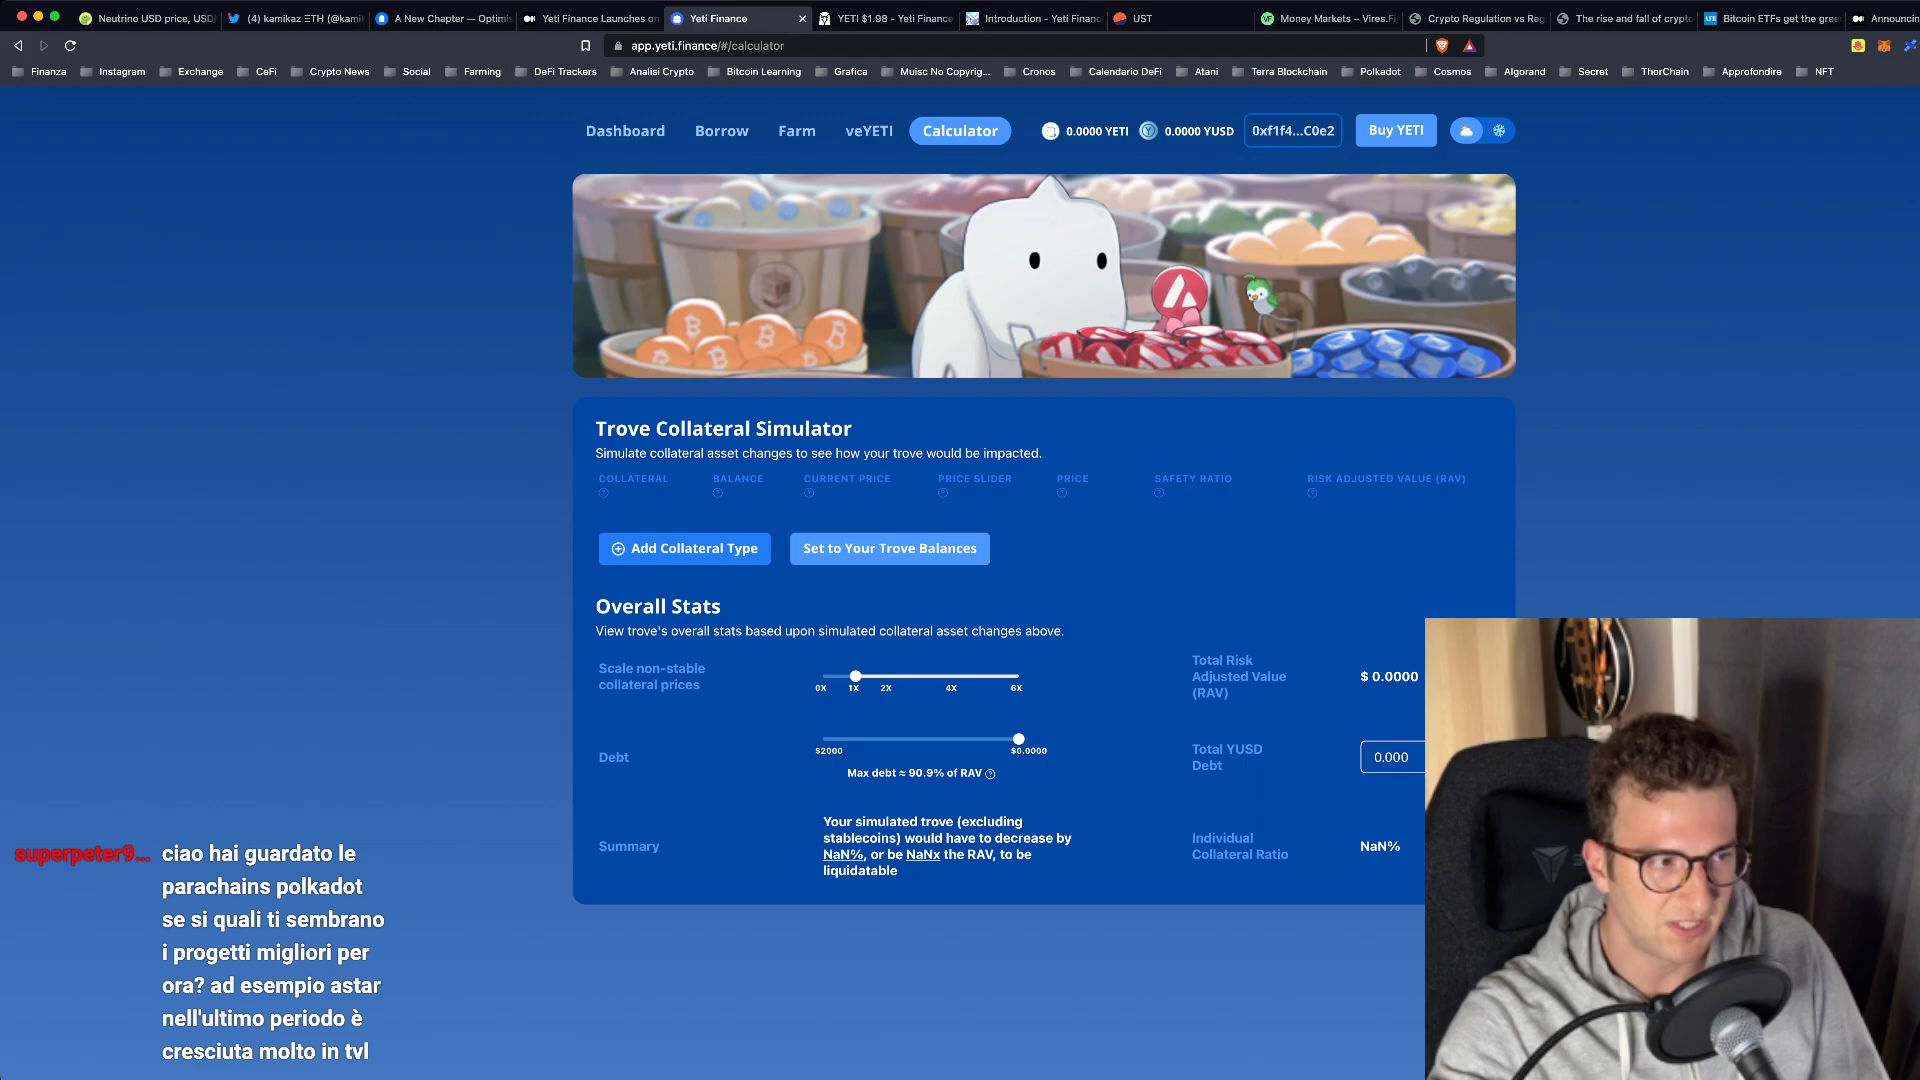 Neutrino USD price, USD
(4) kamikaz ΞTH (@kami
A New Chapter — Optimis
Yeti Finance Launches on
Yeti Finance
YETI $1.98 - Yeti Finance
Introduction - Yeti Financ
UST
Money Markets – Vires.Fi
Crypto Regulation vs Reg
The rise and fall of crypto
Bitcoin ETFs get the gree
Announcin
app.yeti.finance/#/calculator
Finanza
Instagram
Exchange
CeFi
Crypto News
Social
Farming
DeFi Trackers
Analisi Crypto
Bitcoin Learning
Grafica
Muisc No Copyrig...
Cronos
Calendario DeFi
Atani
Terra Blockchain
Polkadot
Cosmos
Algorand
Secret
ThorChain
Approfondire
NFT
Dashboard
Borrow
Farm
veYETI
Calculator
0.0000 YETI
0.0000 YUSD
0xf1f4...C0e2
Buy YETI
Trove Collateral Simulator
Simulate collateral asset changes to see how your trove would be impacted.
COLLATERAL
BALANCE
CURRENT PRICE
PRICE SLIDER
PRICE
SAFETY RATIO
RISK ADJUSTED VALUE (RAV)
Add Collateral Type
Set to Your Trove Balances
Overall Stats
View trove's overall stats based upon simulated collateral asset changes above.
Scale non-stable
collateral prices
0X 1X 2X 4X 6X
Total Risk
Adjusted Value
(RAV)
$ 0.0000
Debt
$2000
$0.0000
Max debt ≈ 90.9% of RAV
Total YUSD
Debt
0.000
Summary
Your simulated trove (excluding
stablecoins) would have to decrease by
NaN%, or be NaNx the RAV, to be
liquidatable
Individual
Collateral Ratio
NaN%
superpeter9...
ciao hai guardato le
parachains polkadot
se si quali ti sembrano
i progetti migliori per
ora? ad esempio astar
nell'ultimo periodo è
cresciuta molto in tvl